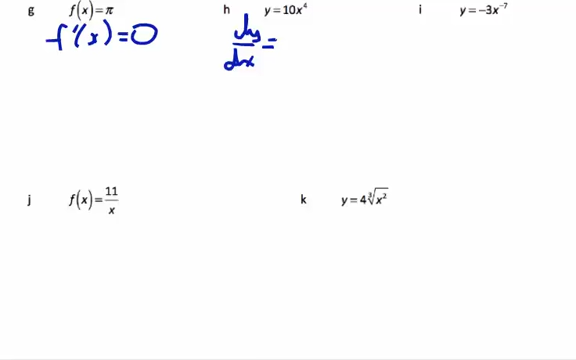 g f(x)=π h y=10x⁴ i y=−3x⁻⁷
f'(x)=0 dy/dx =
j f(x)=11/x k y=4∛x²